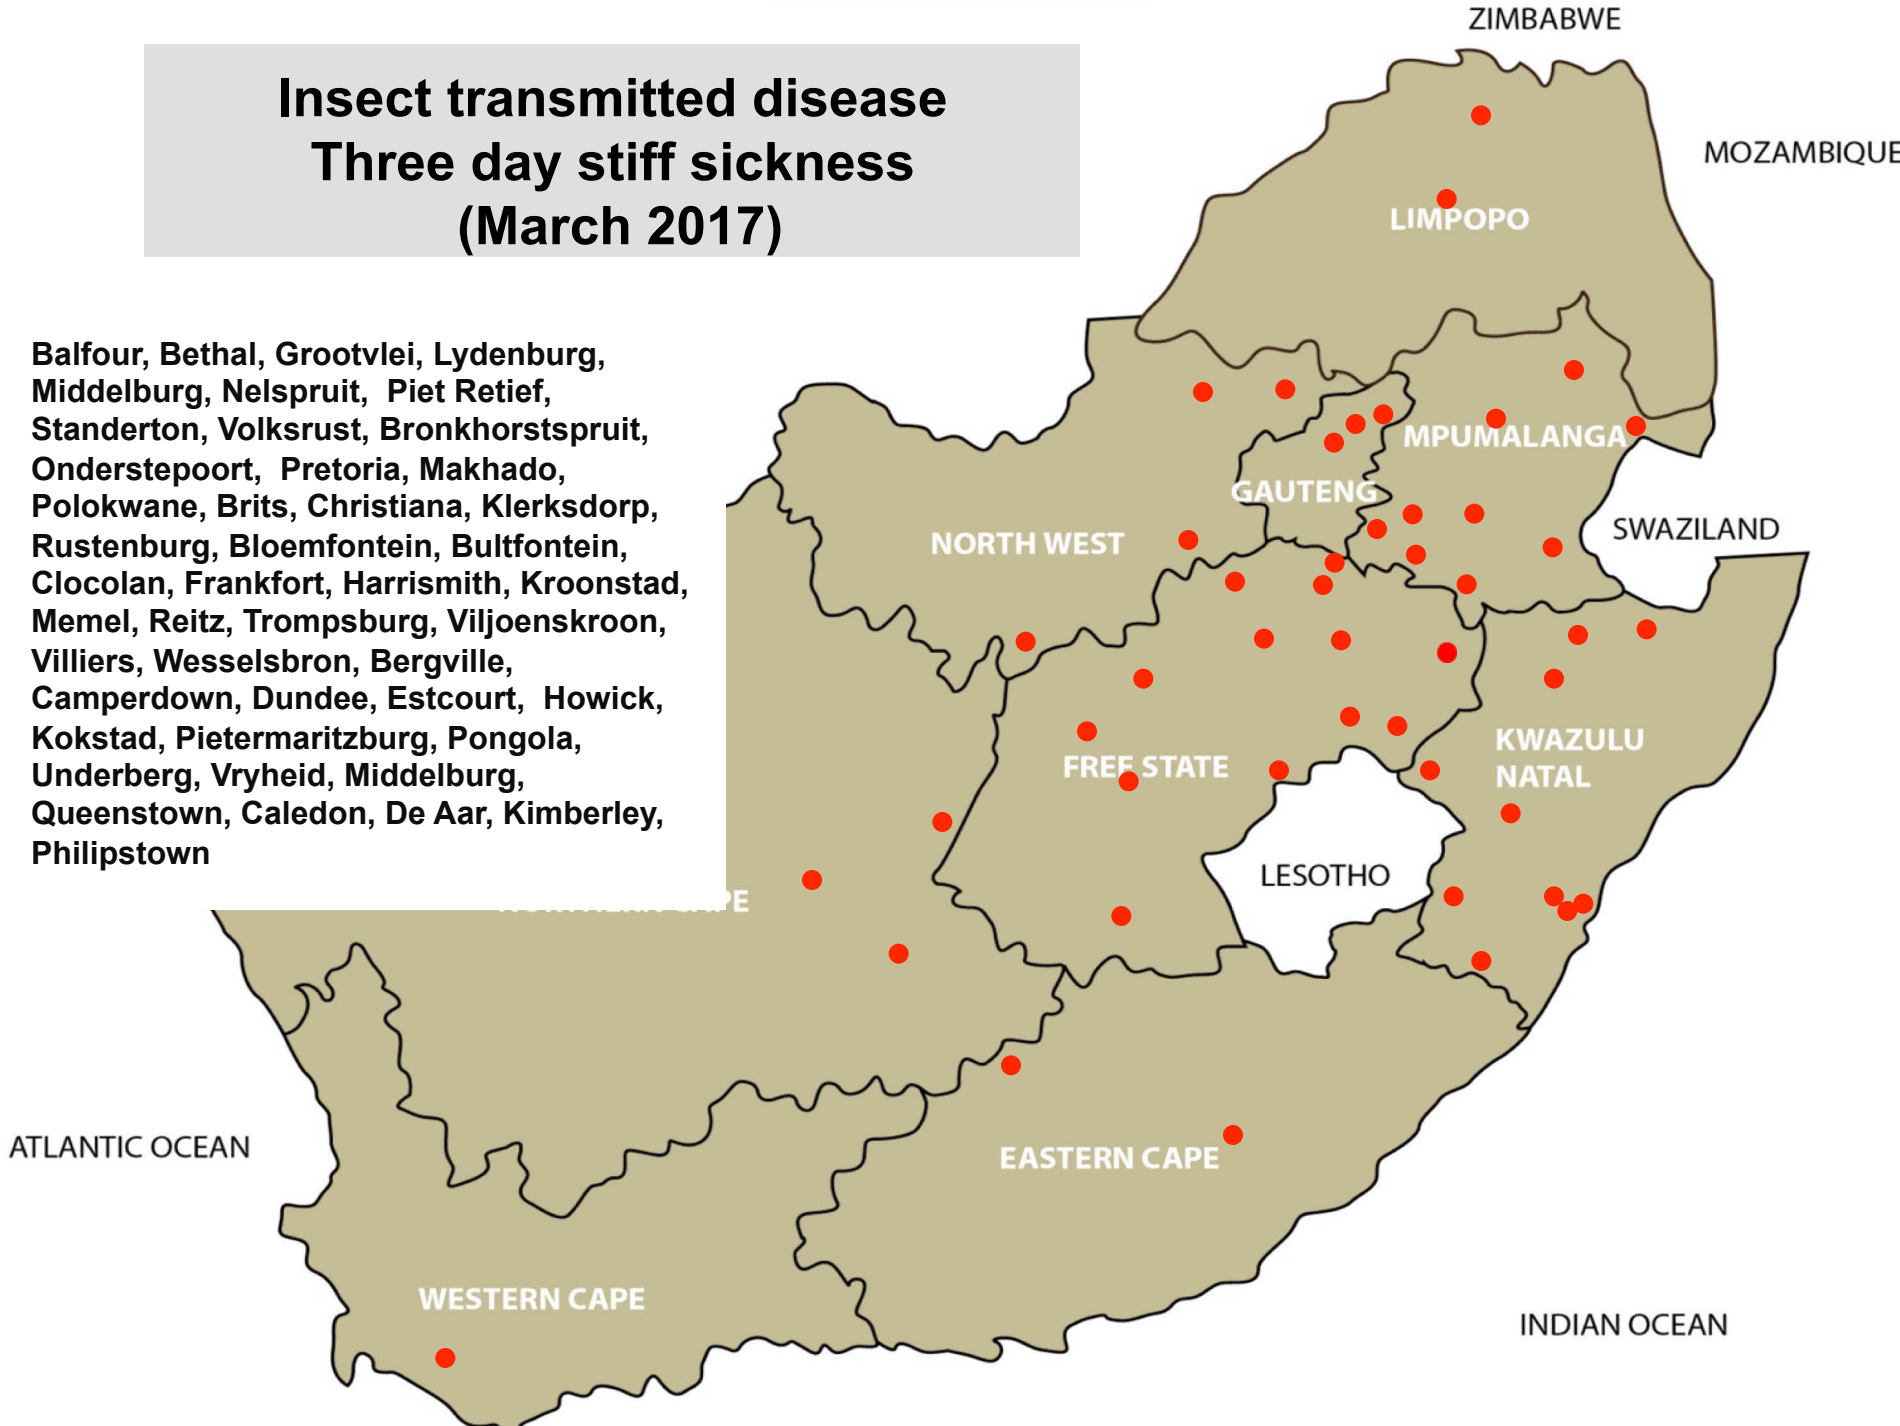 ZIMBABWE
Insect transmitted disease
Three day stiff sickness
(March 2017)
MOZAMBIQUE
LIMPOPO
Balfour, Bethal, Grootvlei, Lydenburg,
Middelburg, Nelspruit, Piet Retief,
Standerton, Volksrust, Bronkhorstspruit,
Onderstepoort, Pretoria, Makhado,
Polokwane, Brits, Christiana, Klerksdorp,
Rustenburg, Bloemfontein, Bultfontein,
Clocolan, Frankfort, Harrismith, Kroonstad,
Memel, Reitz, Trompsburg, Viljoenskroon,
Villiers, Wesselsbron, Bergville,
Camperdown, Dundee, Estcourt, Howick,
Kokstad, Pietermaritzburg, Pongola,
Underberg, Vryheid, Middelburg,
Queenstown, Caledon, De Aar, Kimberley,
Philipstown
MPUMALANGA
GAUTENG
NORTH WEST
SWAZILAND
KWAZULU
NATAL
FREE STATE
LESOTHO
NORTHERN CAPE
ATLANTIC OCEAN
EASTERN CAPE
WESTERN CAPE
INDIAN OCEAN